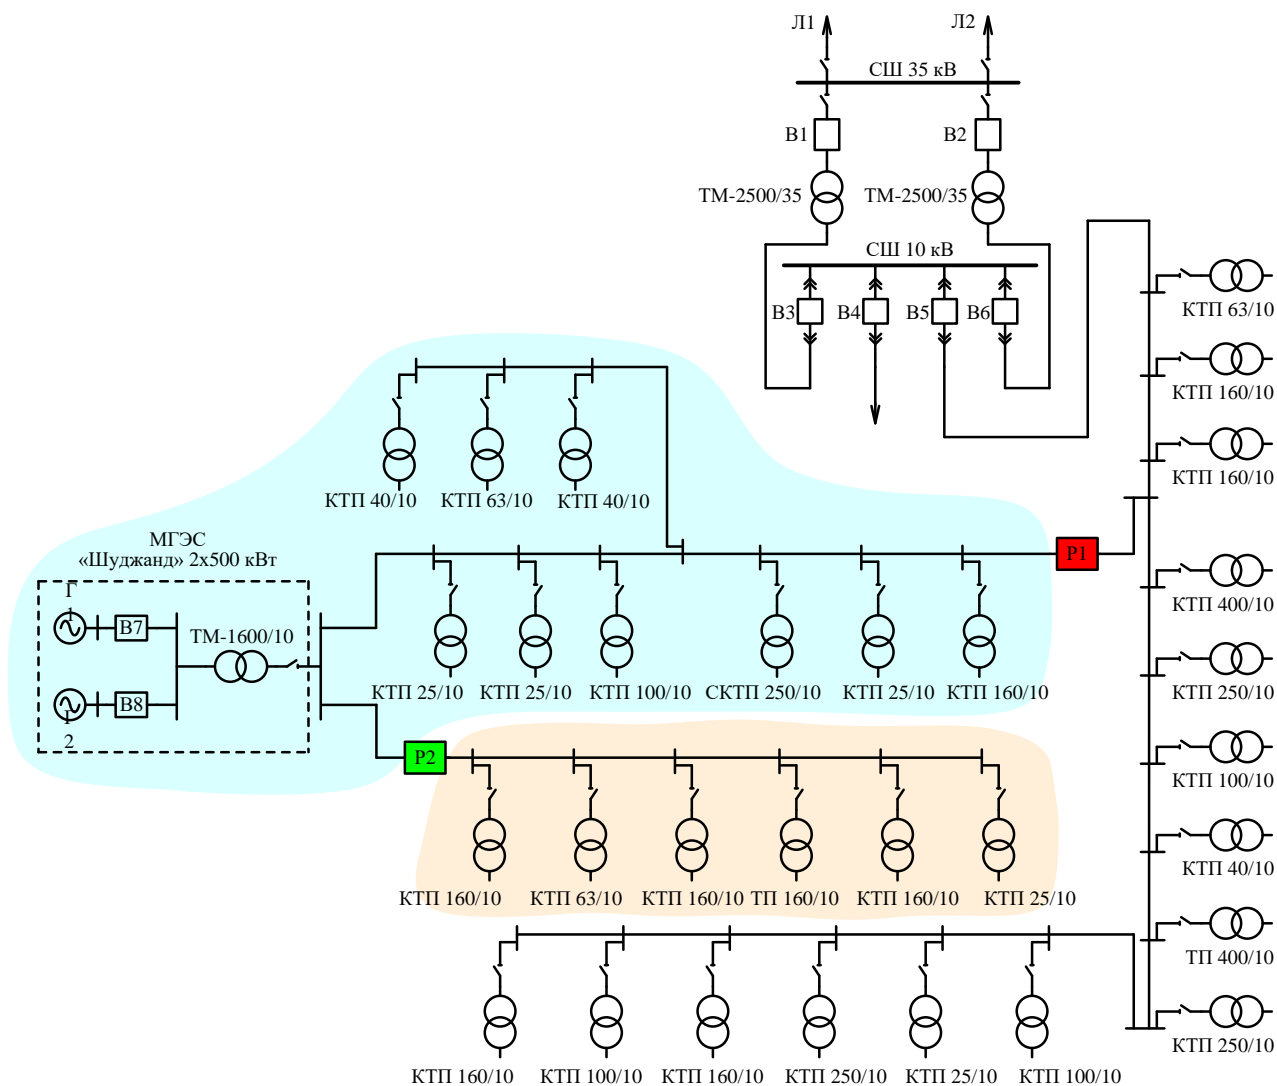 Л1
Л2
СШ 35 кВ
В1
В2
ТМ-2500/35
ТМ-2500/35
СШ 10 кВ
В3
В4
В5
В6
КТП 63/10
КТП 160/10
КТП 160/10
КТП 40/10
КТП 63/10
КТП 40/10
МГЭС
«Шуджанд» 2х500 кВт
Р1
КТП 400/10
Г
1
В7
ТМ-1600/10
КТП 25/10
КТП 25/10
КТП 100/10
СКТП 250/10
КТП 25/10
КТП 160/10
КТП 250/10
Г
В8
2
Р2
КТП 100/10
КТП 160/10
КТП 63/10
КТП 160/10
ТП 160/10
КТП 160/10
КТП 25/10
КТП 40/10
ТП 400/10
КТП 250/10
КТП 160/10
КТП 100/10
КТП 160/10
КТП 250/10
КТП 25/10
КТП 100/10